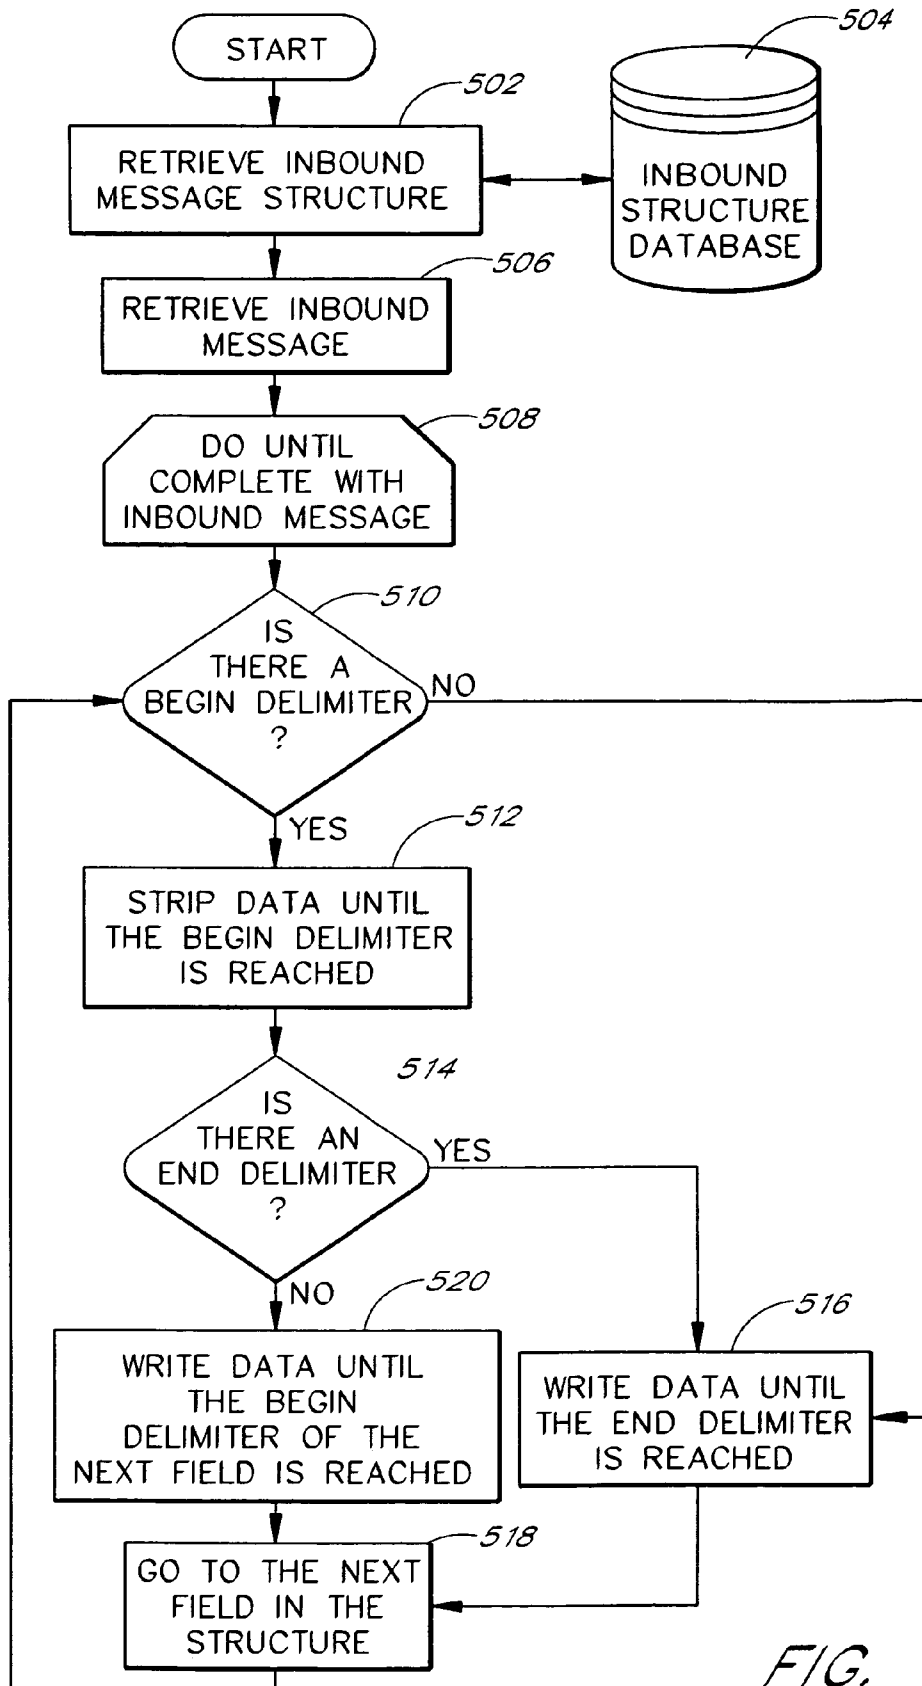 START
504
502
RETRIEVE INBOUND
MESSAGE STRUCTURE
INBOUND
STRUCTURE
DATABASE
506
RETRIEVE INBOUND
MESSAGE
508
DO UNTIL
COMPLETE WITH
INBOUND MESSAGE
510
IS
THERE A
BEGIN DELIMITER
?
NO
YES
512
STRIP DATA UNTIL
THE BEGIN DELIMITER
IS REACHED
514
IS
THERE AN
END DELIMITER
?
YES
NO
520
WRITE DATA UNTIL
THE BEGIN
DELIMITER OF THE
NEXT FIELD IS REACHED
516
WRITE DATA UNTIL
THE END DELIMITER
IS REACHED
518
GO TO THE NEXT
FIELD IN THE
STRUCTURE
FIG.